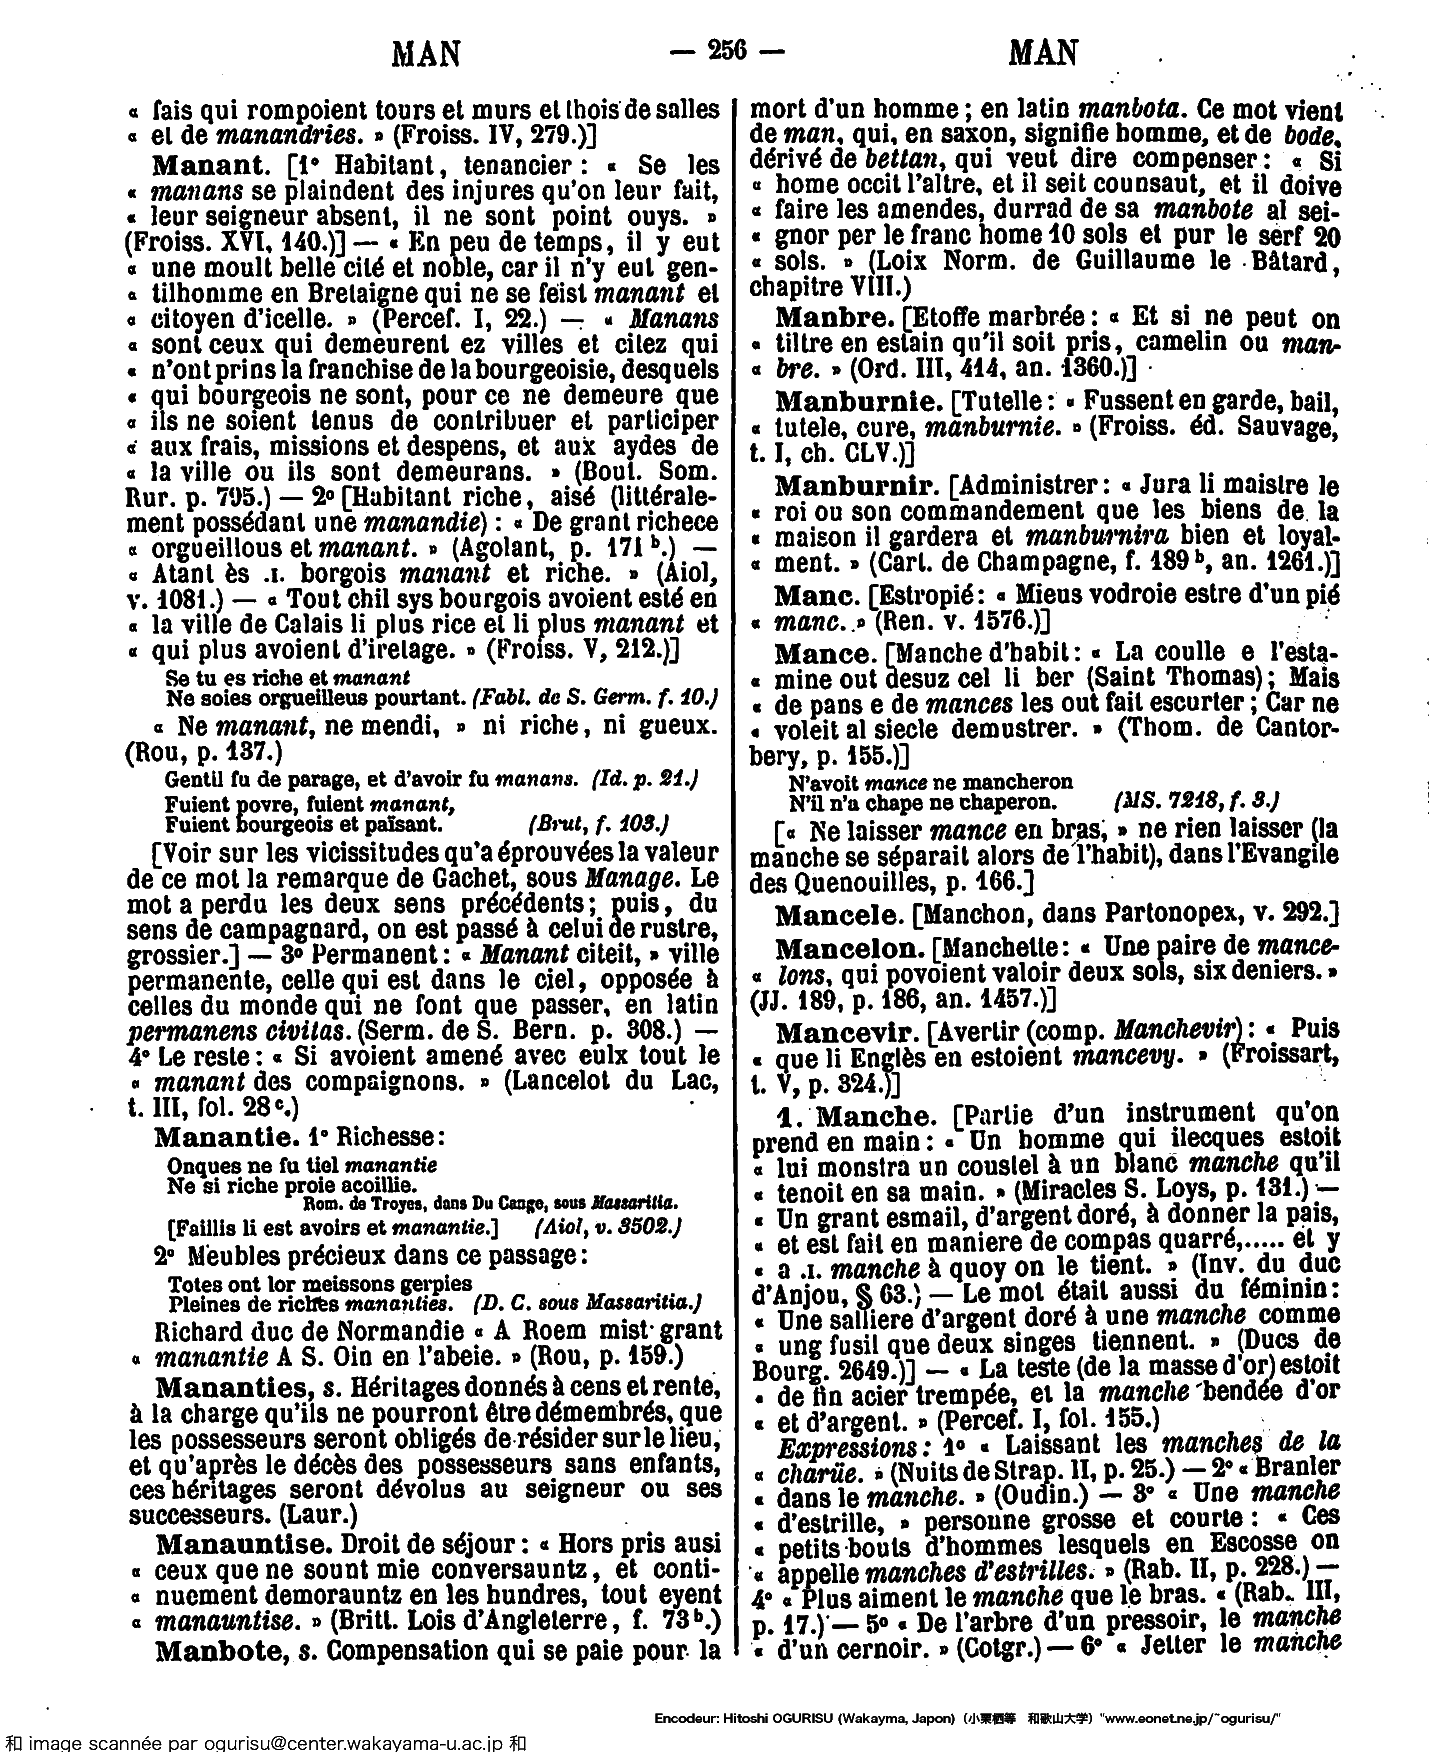 MAN — 256 — MAN
« fais qui rompoient tours et murs et thois de salles
« et de manandries. » (Froiss. IV, 279.)]
Manant. [1° Habitant, tenancier : « Se les
« manans se plaindent des injures qu'on leur fait,
« leur seigneur absent, il ne sont point ouys. »
(Froiss. XVI, 140.)] — « En peu de temps, il y eut
« une moult belle cité et noble, car il n'y eut gen-
« tilhomme en Bretaigne qui ne se feist manant et
« citoyen d'icelle. » (Percef. I, 22.) — « Manans
« sont ceux qui demeurent ez villes et citez qui
« n'ont prins la franchise de la bourgeoisie, desquels
« qui bourgeois ne sont, pour ce ne demeure que
« ils ne soient tenus de contribuer et participer
« aux frais, missions et despens, et aux aydes de
« la ville ou ils sont demeurans. » (Bout. Som.
Rur. p. 795.) — 2° [Habitant riche, aisé (littérale-
ment possédant une manandie) : « De grant richece
« orgueillous et manant. » (Agolant, p. 171 b.) —
« Atant ès .I. borgois manant et riche. » (Aiol,
v. 1081.) — « Tout chil sys bourgois avoient esté en
« la ville de Calais li plus rice et li plus manant et
« qui plus avoient d'iretage. » (Froiss. V, 212.)]
Se tu es riche et manant
Ne soies orgueilleus pourtant. (Fabl. de S. Germ. f. 10.)
« Ne manant, ne mendi, » ni riche, ni gueux.
(Rou, p. 137.)
Gentil fu de parage, et d'avoir fu manans. (Id. p. 21.)
Fuient povre, fuient manant,
Fuient bourgeois et païsant. (Brut, f. 103.)
[Voir sur les vicissitudes qu'a éprouvées la valeur
de ce mot la remarque de Gachet, sous Manage. Le
mot a perdu les deux sens précédents ; puis, du
sens de campagnard, on est passé à celui de rustre,
grossier.] — 3° Permanent : « Manant citeit, » ville
permanente, celle qui est dans le ciel, opposée à
celles du monde qui ne font que passer, en latin
permanens civitas. (Serm. de S. Bern. p. 308.) —
4° Le reste : « Si avoient amené avec eulx tout le
« manant des compaignons. » (Lancelot du Lac,
t. III, fol. 28 c.)
Manantie. 1° Richesse :
Onques ne fu tiel manantie
Ne si riche proie acoillie.
Rom. de Troyes, dans Du Cange, sous Massaritia.
[Faillis li est avoirs et manantie.] (Aiol, v. 3502.)
2° Meubles précieux dans ce passage :
Totes ont lor meissons gerpies
Pleines de riches mananties. (D. C. sous Massaritia.)
Richard duc de Normandie « A Roem mist grant
« manantie A S. Oin en l'abeie. » (Rou, p. 159.)
Mananties, s. Héritages donnés à cens et rente,
à la charge qu'ils ne pourront être démembrés, que
les possesseurs seront obligés de résider sur le lieu,
et qu'après le décès des possesseurs sans enfants,
ces héritages seront dévolus au seigneur ou ses
successeurs. (Laur.)
Manauntise. Droit de séjour : « Hors pris ausi
« ceux que ne sount mie conversauntz, et conti-
« nuement demorauntz en les hundres, tout eyent
« manauntise. » (Britt. Lois d'Angleterre, f. 73 b.)
Manbote, s. Compensation qui se paie pour la
mort d'un homme ; en latin manbota. Ce mot vient
de man, qui, en saxon, signifie homme, et de bode,
dérivé de bettan, qui veut dire compenser : « Si
« home occit l'altre, et il seit counsaut, et il doive
« faire les amendes, durrad de sa manbote al sei-
« gnor per le franc home 10 sols et pur le serf 20
« sols. » (Loix Norm. de Guillaume le Bâtard,
chapitre VIII.)
Manbre. [Etoffe marbrée : « Et si ne peut on
« tiltre en estain qu'il soit pris, camelin ou man-
« bre. » (Ord. III, 414, an. 1360.)]
Manburnie. [Tutelle : « Fussent en garde, bail,
« tutele, cure, manburnie. » (Froiss. éd. Sauvage,
t. I, ch. CLV.)]
Manburnir. [Administrer : « Jura li maistre le
« roi ou son commandement que les biens de la
« maison il gardera et manburnira bien et loyal-
« ment. » (Cart. de Champagne, f. 189 b, an. 1261.)]
Manc. [Estropié : « Mieus vodroie estre d'un pié
« manc. » (Ren. v. 1576.)]
Mance. [Manche d'habit : « La coulle e l'esta-
« mine out desuz cel li ber (Saint Thomas) ; Mais
« de pans e de mances les out fait escurter ; Car ne
« voleit al siecle demustrer. » (Thom. de Cantor-
bery, p. 155.)]
N'avoit mance ne mancheron
N'il n'a chape ne chaperon. (MS. 7218, f. 3.)
[« Ne laisser mance en bras, » ne rien laisser (la
manche se séparait alors de l'habit), dans l'Evangile
des Quenouilles, p. 166.]
Mancele. [Manchon, dans Partonopex, v. 292.]
Mancelon. [Manchette : « Une paire de mance-
« lons, qui povoient valoir deux sols, six deniers. »
(JJ. 189, p. 186, an. 1457.)]
Mancevir. [Avertir (comp. Manchevir) : « Puis
« que li Englès en estoient mancevy. » (Froissart,
t. V, p. 324.)]
1. Manche. [Partie d'un instrument qu'on
prend en main : « Un homme qui ilecques estoit
« lui monstra un coustel à un blanc manche qu'il
« tenoit en sa main. » (Miracles S. Loys, p. 131.) —
« Un grant esmail, d'argent doré, à donner la pais,
« et est fait en maniere de compas quarré,..... et y
« a .I. manche à quoy on le tient. » (Inv. du duc
d'Anjou, § 63.) — Le mot était aussi du féminin :
« Une salliere d'argent doré à une manche comme
« ung fusil que deux singes tiennent. » (Ducs de
Bourg. 2649.)] — « La teste (de la masse d'or) estoit
« de fin acier trempée, et la manche bendée d'or
« et d'argent. » (Percef. I, fol. 155.)
Expressions : 1° « Laissant les manches de la
« charüe. » (Nuits de Strap. II, p. 25.) — 2° « Branler
« dans le manche. » (Oudin.) — 3° « Une manche
« d'estrille, » personne grosse et courte : « Ces
« petits bouts d'hommes lesquels en Escosse on
« appelle manches d'estrilles. » (Rab. II, p. 228.) —
4° « Plus aiment le manche que le bras. « (Rab. III,
p. 17.) — 5° « De l'arbre d'un pressoir, le manche
« d'un cernoir. » (Cotgr.) — 6° « Jetter le manche
Encodeur: Hitoshi OGURISU (Wakayma, Japon) (小栗栖等 和歌山大学) "www.eonet.ne.jp/~ogurisu/"
和 image scannée par ogurisu@center.wakayama-u.ac.jp 和